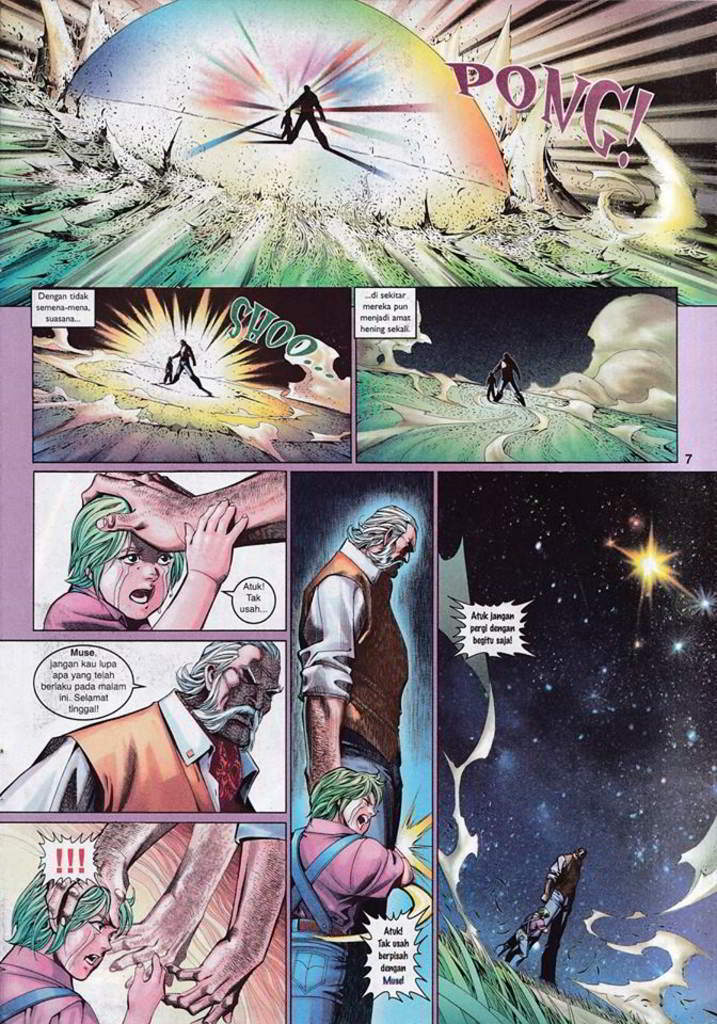 PONG!
Dengan tidak
semena-mena,
suasana...
SHOO...
...di sekitar
mereka pun
menjadi amat
hening sekali.
7
Atuk!
Tak
usah...
Muse,
jangan kau lupa
apa yang telah
berlaku pada malam
ini. Selamat
tinggal!
!!!
Atuk!
Tak usah
berpisah
dengan
Muse!
Atuk jangan
pergi dengan
begitu saja!